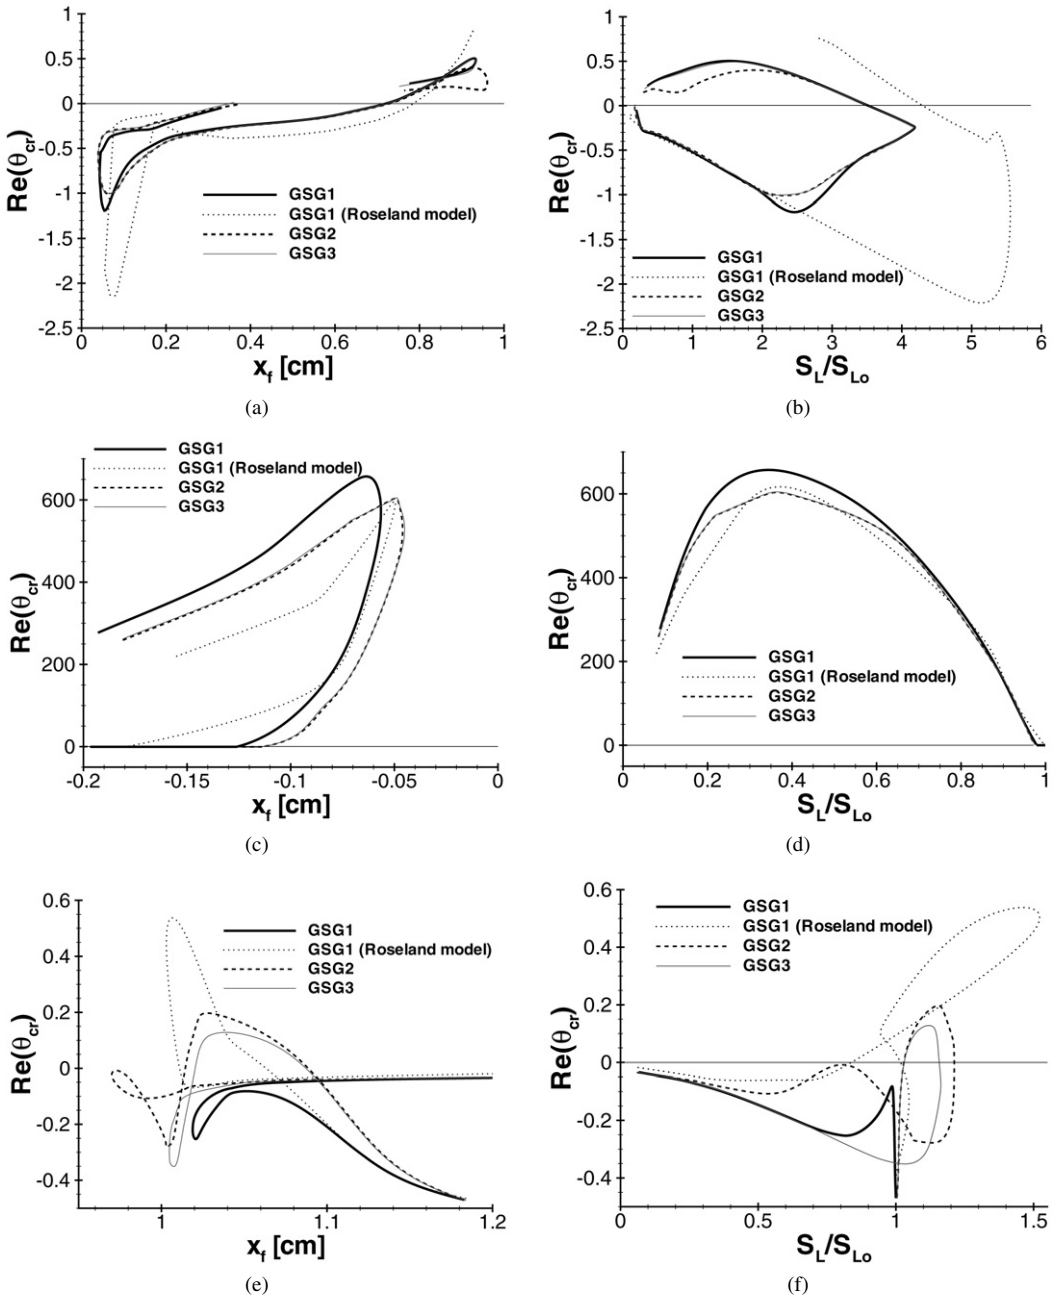 1
0.5
0
-0.5
-1
-1.5
-2
-2.5
Re(θcr)
GSG1
GSG1 (Roseland model)
GSG2
GSG3
0 0.2 0.4 0.6 0.8 1
xf [cm]
(a)
1
0.5
0
-0.5
-1
-1.5
-2
-2.5
Re(θcr)
GSG1
GSG1 (Roseland model)
GSG2
GSG3
0 1 2 3 4 5 6
SL/SLo
(b)
GSG1
GSG1 (Roseland model)
GSG2
GSG3
600
400
200
0
Re(θcr)
-0.2 -0.15 -0.1 -0.05 0
xf [cm]
(c)
600
400
200
0
Re(θcr)
GSG1
GSG1 (Roseland model)
GSG2
GSG3
0 0.2 0.4 0.6 0.8 1
SL/SLo
(d)
0.6
0.4
0.2
0
-0.2
-0.4
Re(θcr)
GSG1
GSG1 (Roseland model)
GSG2
GSG3
1 1.1 1.2
xf [cm]
(e)
0.6
0.4
0.2
0
-0.2
-0.4
Re(θcr)
GSG1
GSG1 (Roseland model)
GSG2
GSG3
0 0.5 1 1.5
SL/SLo
(f)